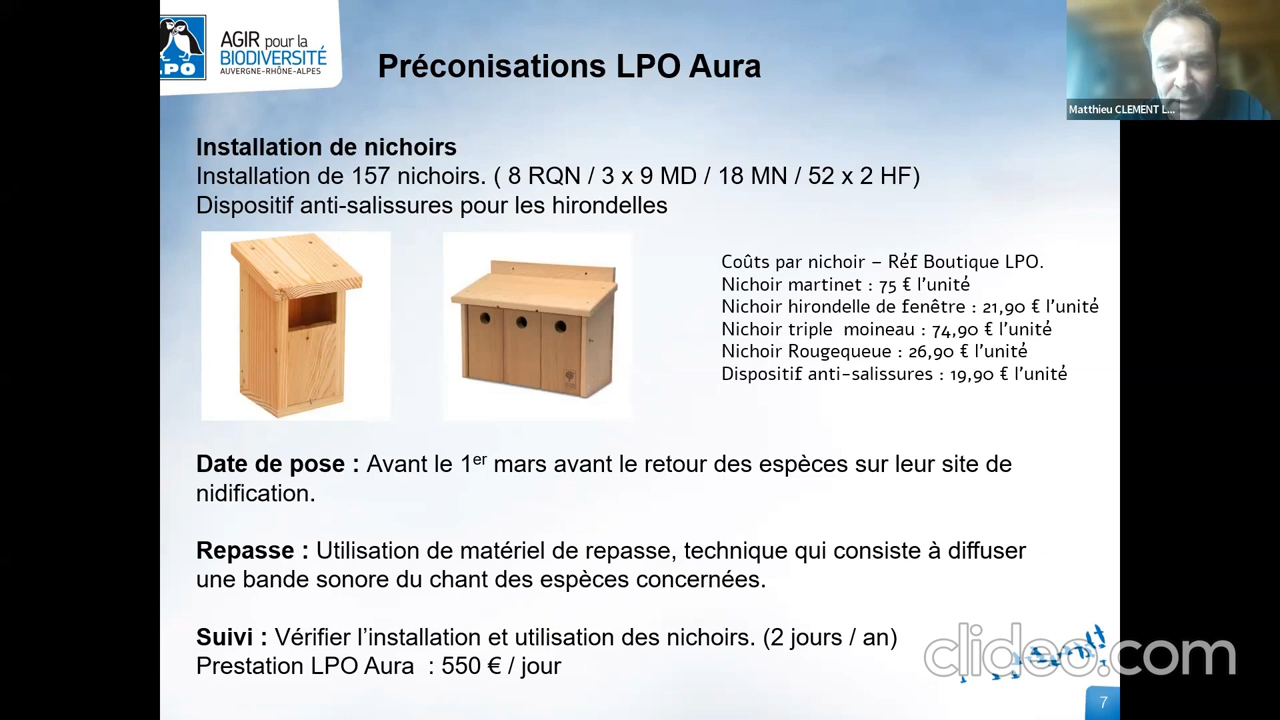 LPO
AGIR pour la
BIODIVERSITÉ
AUVERGNE-RHÔNE-ALPES
Préconisations LPO Aura
Matthieu CLEMENT L...
Installation de nichoirs
Installation de 157 nichoirs. ( 8 RQN / 3 x 9 MD / 18 MN / 52 x 2 HF)
Dispositif anti-salissures pour les hirondelles
Coûts par nichoir – Réf Boutique LPO.
Nichoir martinet : 75 € l'unité
Nichoir hirondelle de fenêtre : 21,90 € l'unité
Nichoir triple  moineau : 74,90 € l'unité
Nichoir Rougequeue : 26,90 € l'unité
Dispositif anti-salissures : 19,90 € l'unité
Date de pose : Avant le 1er mars avant le retour des espèces sur leur site de
nidification.
Repasse : Utilisation de matériel de repasse, technique qui consiste à diffuser
une bande sonore du chant des espèces concernées.
Suivi : Vérifier l'installation et utilisation des nichoirs. (2 jours / an)
Prestation LPO Aura  : 550 € / jour
clideo.com
7